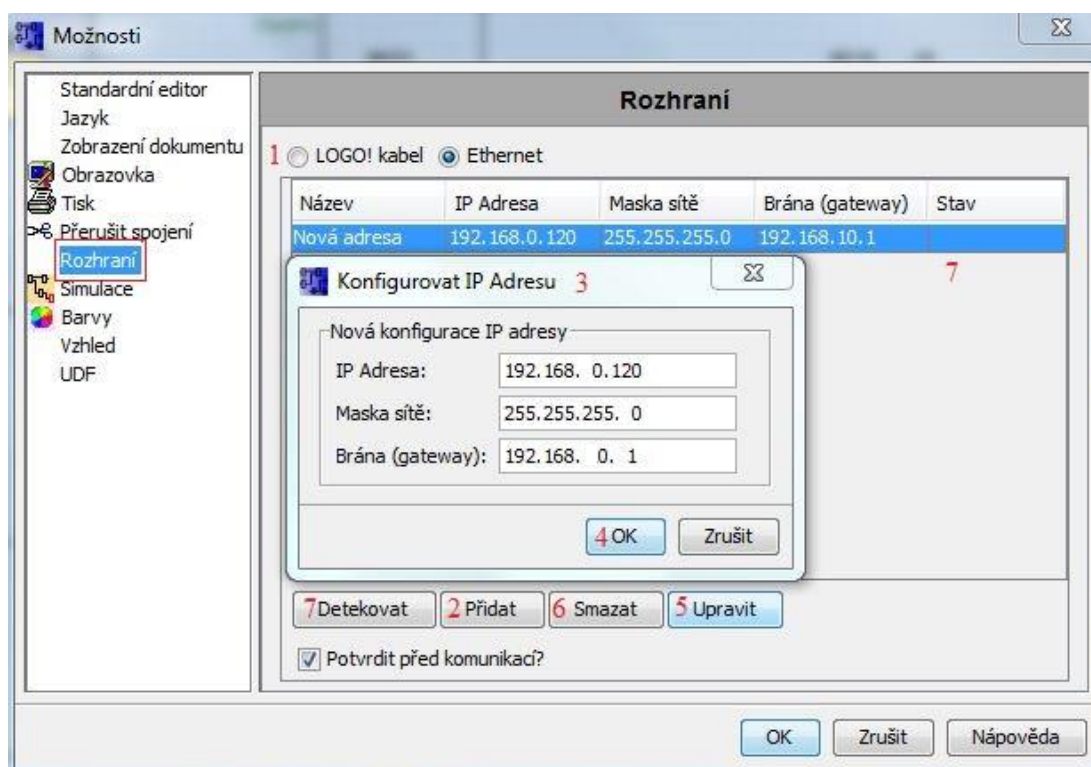 Možnosti
Standardní editor
Jazyk
Zobrazení dokumentu
Obrazovka
Tisk
Přerušit spojení
Rozhraní
Simulace
Barvy
Vzhled
UDF
Rozhraní
1 LOGO! kabel Ethernet
Název IP Adresa Maska sítě Brána (gateway) Stav
Nová adresa 192.168.0.120 255.255.255.0 192.168.10.1
7
Konfigurovat IP Adresu 3
Nová konfigurace IP adresy
IP Adresa: 192.168. 0.120
Maska sítě: 255.255.255. 0
Brána (gateway): 192.168. 0. 1
4 OK Zrušit
7 Detekovat 2 Přidat 6 Smazat 5 Upravit
Potvrdit před komunikací?
OK Zrušit Nápověda